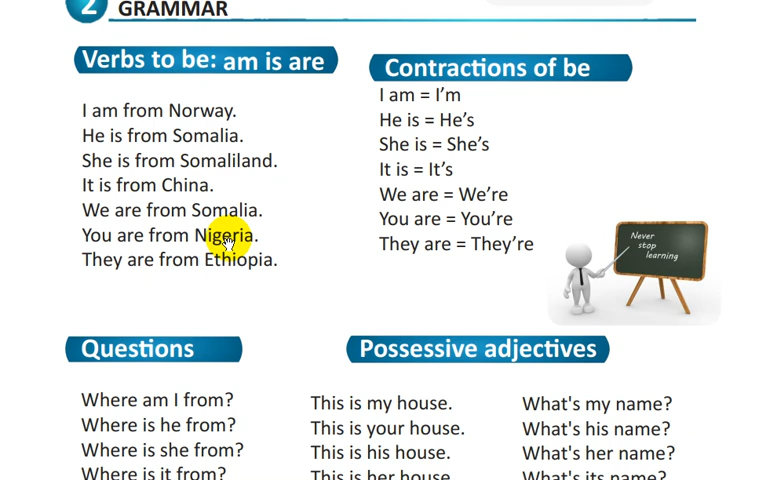 2
GRAMMAR
Verbs to be: am is are
I am from Norway.
He is from Somalia.
She is from Somaliland.
It is from China.
We are from Somalia.
You are from Nigeria.
They are from Ethiopia.
Contractions of be
I am = I’m
He is = He’s
She is = She’s
It is = It’s
We are = We’re
You are = You’re
They are = They’re
Never
stop
learning
Questions
Where am I from?
Where is he from?
Where is she from?
Where is it from?
Possessive adjectives
This is my house.
This is your house.
This is his house.
This is her house.
What's my name?
What's his name?
What's her name?
What's its name?